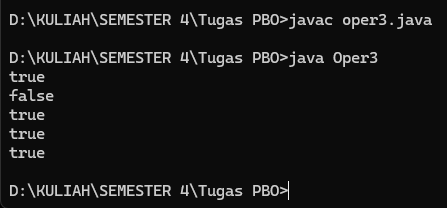 D:\KULIAH\SEMESTER 4\Tugas PBO>javac oper3.java
D:\KULIAH\SEMESTER 4\Tugas PBO>java Oper3
true
false
true
true
true
D:\KULIAH\SEMESTER 4\Tugas PBO>